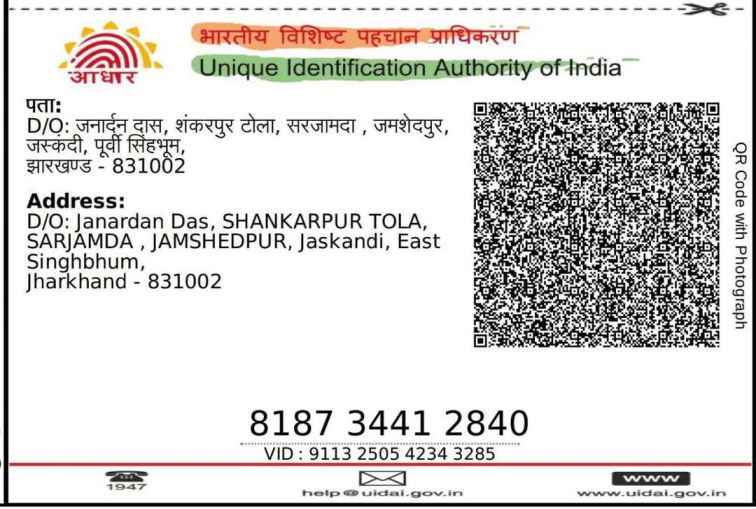 भारतीय विशिष्ट पहचान प्राधिकरण
Unique Identification Authority of India
आधार
पता:
D/O: जनार्दन दास, शंकरपुर टोला, सरजामदा , जमशेदपुर,
जस्कंदी, पूर्वी सिंहभूम,
झारखण्ड - 831002
Address:
D/O: Janardan Das, SHANKARPUR TOLA,
SARJAMDA , JAMSHEDPUR, Jaskandi, East
Singhbhum,
Jharkhand - 831002
QR Code with Photograph
8187 3441 2840
VID : 9113 2505 4234 3285
1947
help@uidai.gov.in
www
www.uidai.gov.in